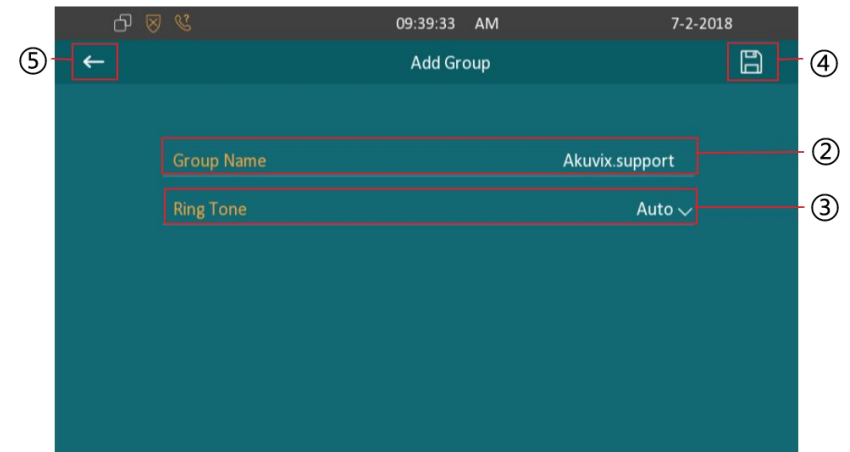 09:39:33 AM 7-2-2018
⑤ Add Group ④
Group Name Akuvix.support ②
Ring Tone Auto ③